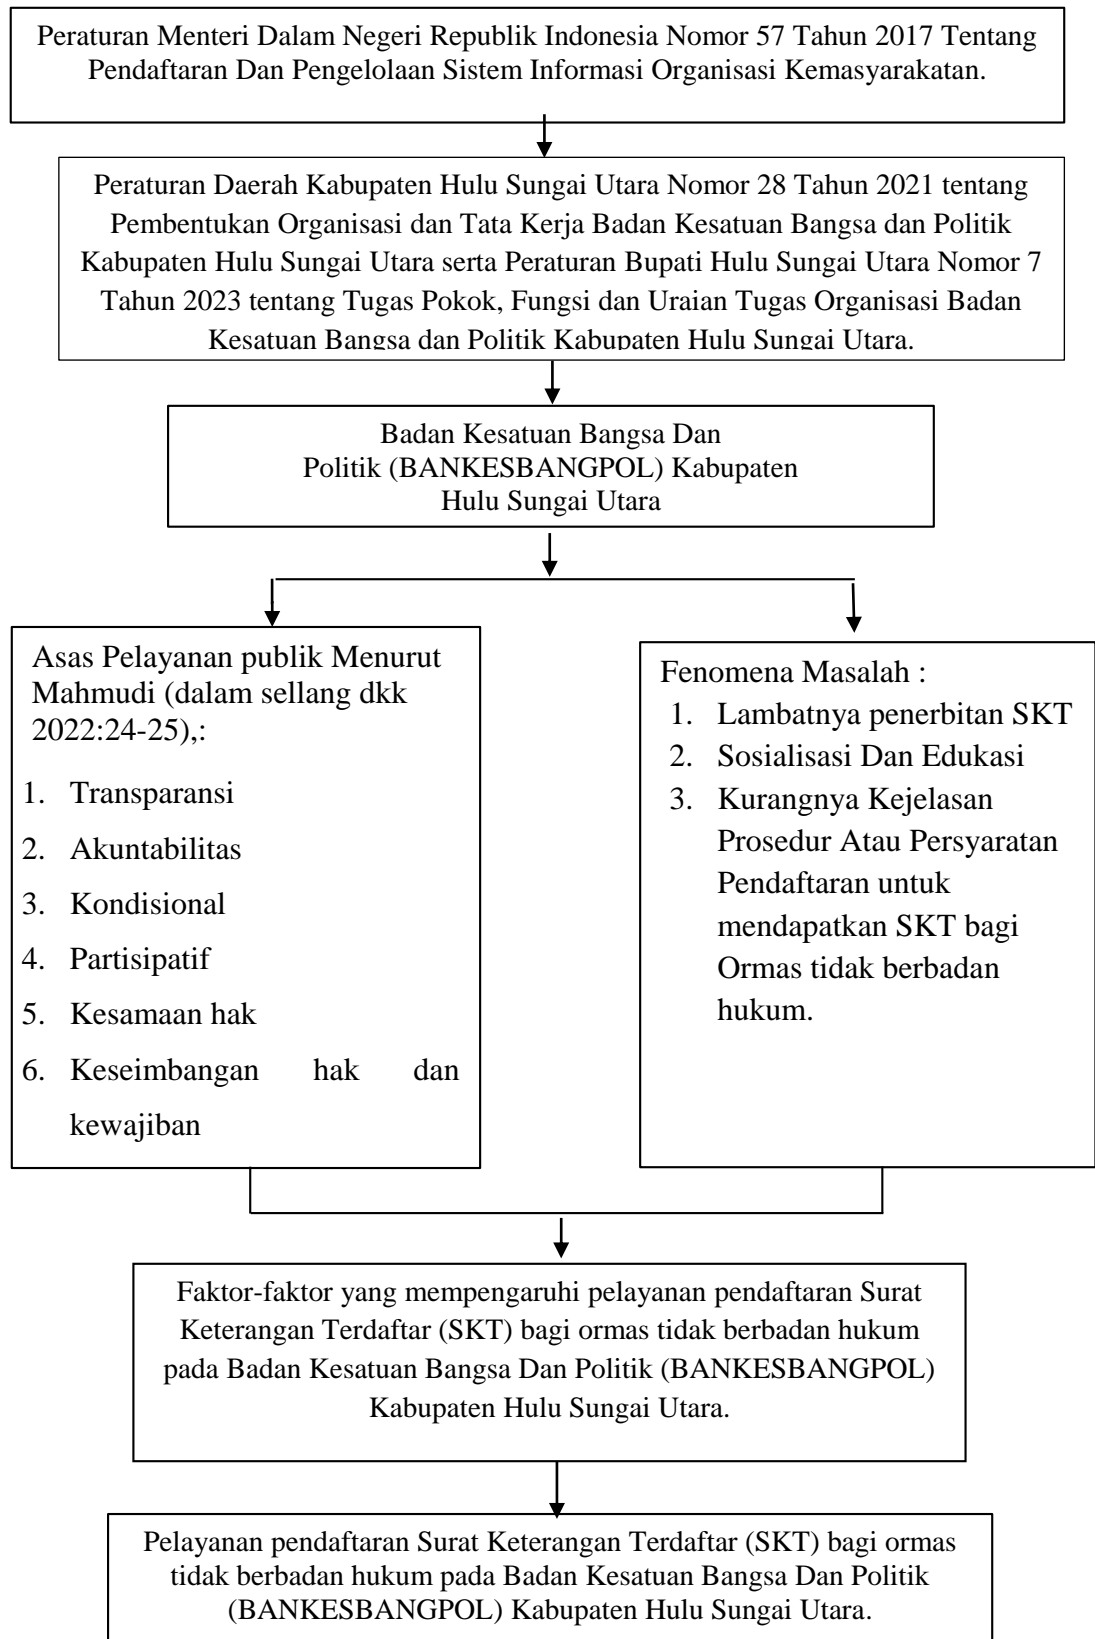 Peraturan Menteri Dalam Negeri Republik Indonesia Nomor 57 Tahun 2017 Tentang
Pendaftaran Dan Pengelolaan Sistem Informasi Organisasi Kemasyarakatan.
Peraturan Daerah Kabupaten Hulu Sungai Utara Nomor 28 Tahun 2021 tentang
Pembentukan Organisasi dan Tata Kerja Badan Kesatuan Bangsa dan Politik
Kabupaten Hulu Sungai Utara serta Peraturan Bupati Hulu Sungai Utara Nomor 7
Tahun 2023 tentang Tugas Pokok, Fungsi dan Uraian Tugas Organisasi Badan
Kesatuan Bangsa dan Politik Kabupaten Hulu Sungai Utara.
Badan Kesatuan Bangsa Dan
Politik (BANKESBANGPOL) Kabupaten
Hulu Sungai Utara
Asas Pelayanan publik Menurut
Mahmudi (dalam sellang dkk
2022:24-25),:
1. Transparansi
2. Akuntabilitas
3. Kondisional
4. Partisipatif
5. Kesamaan hak
6. Keseimbangan hak dan
kewajiban
Fenomena Masalah :
1. Lambatnya penerbitan SKT
2. Sosialisasi Dan Edukasi
3. Kurangnya Kejelasan
Prosedur Atau Persyaratan
Pendaftaran untuk
mendapatkan SKT bagi
Ormas tidak berbadan
hukum.
Faktor-faktor yang mempengaruhi pelayanan pendaftaran Surat
Keterangan Terdaftar (SKT) bagi ormas tidak berbadan hukum
pada Badan Kesatuan Bangsa Dan Politik (BANKESBANGPOL)
Kabupaten Hulu Sungai Utara.
Pelayanan pendaftaran Surat Keterangan Terdaftar (SKT) bagi ormas
tidak berbadan hukum pada Badan Kesatuan Bangsa Dan Politik
(BANKESBANGPOL) Kabupaten Hulu Sungai Utara.